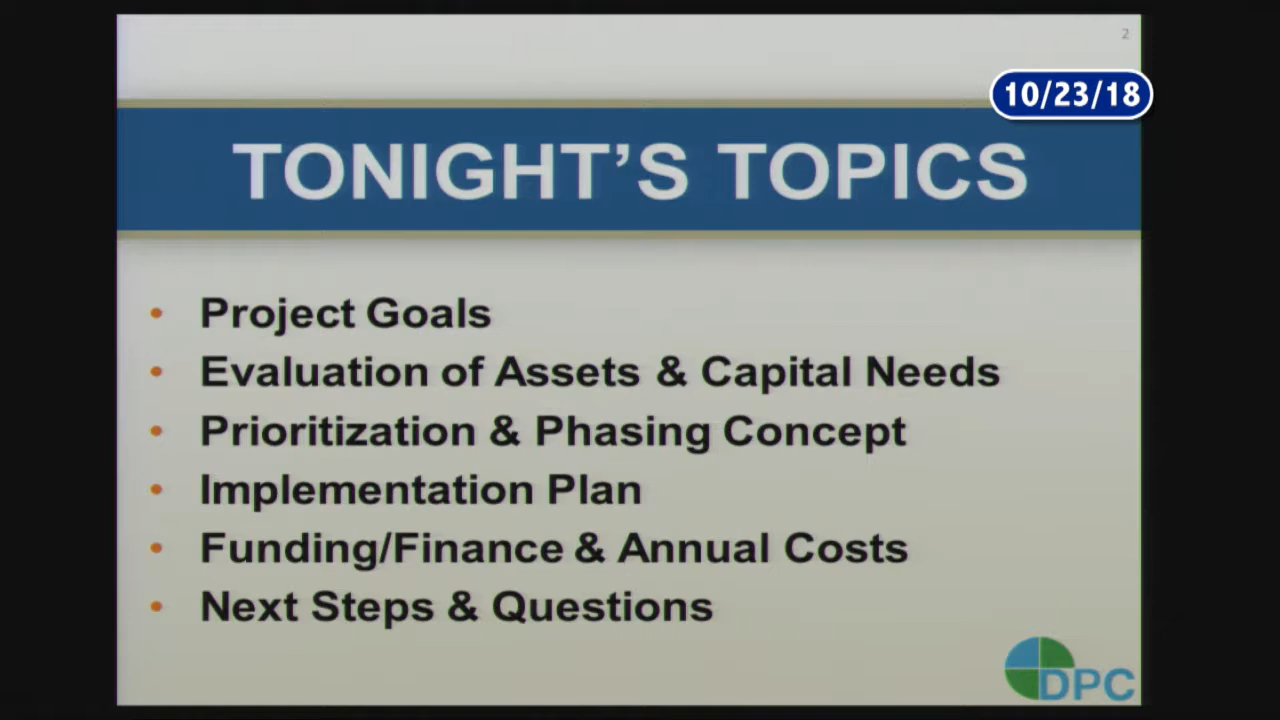 2
10/23/18
TONIGHT’S TOPICS
• Project Goals
• Evaluation of Assets & Capital Needs
• Prioritization & Phasing Concept
• Implementation Plan
• Funding/Finance & Annual Costs
• Next Steps & Questions
DPC